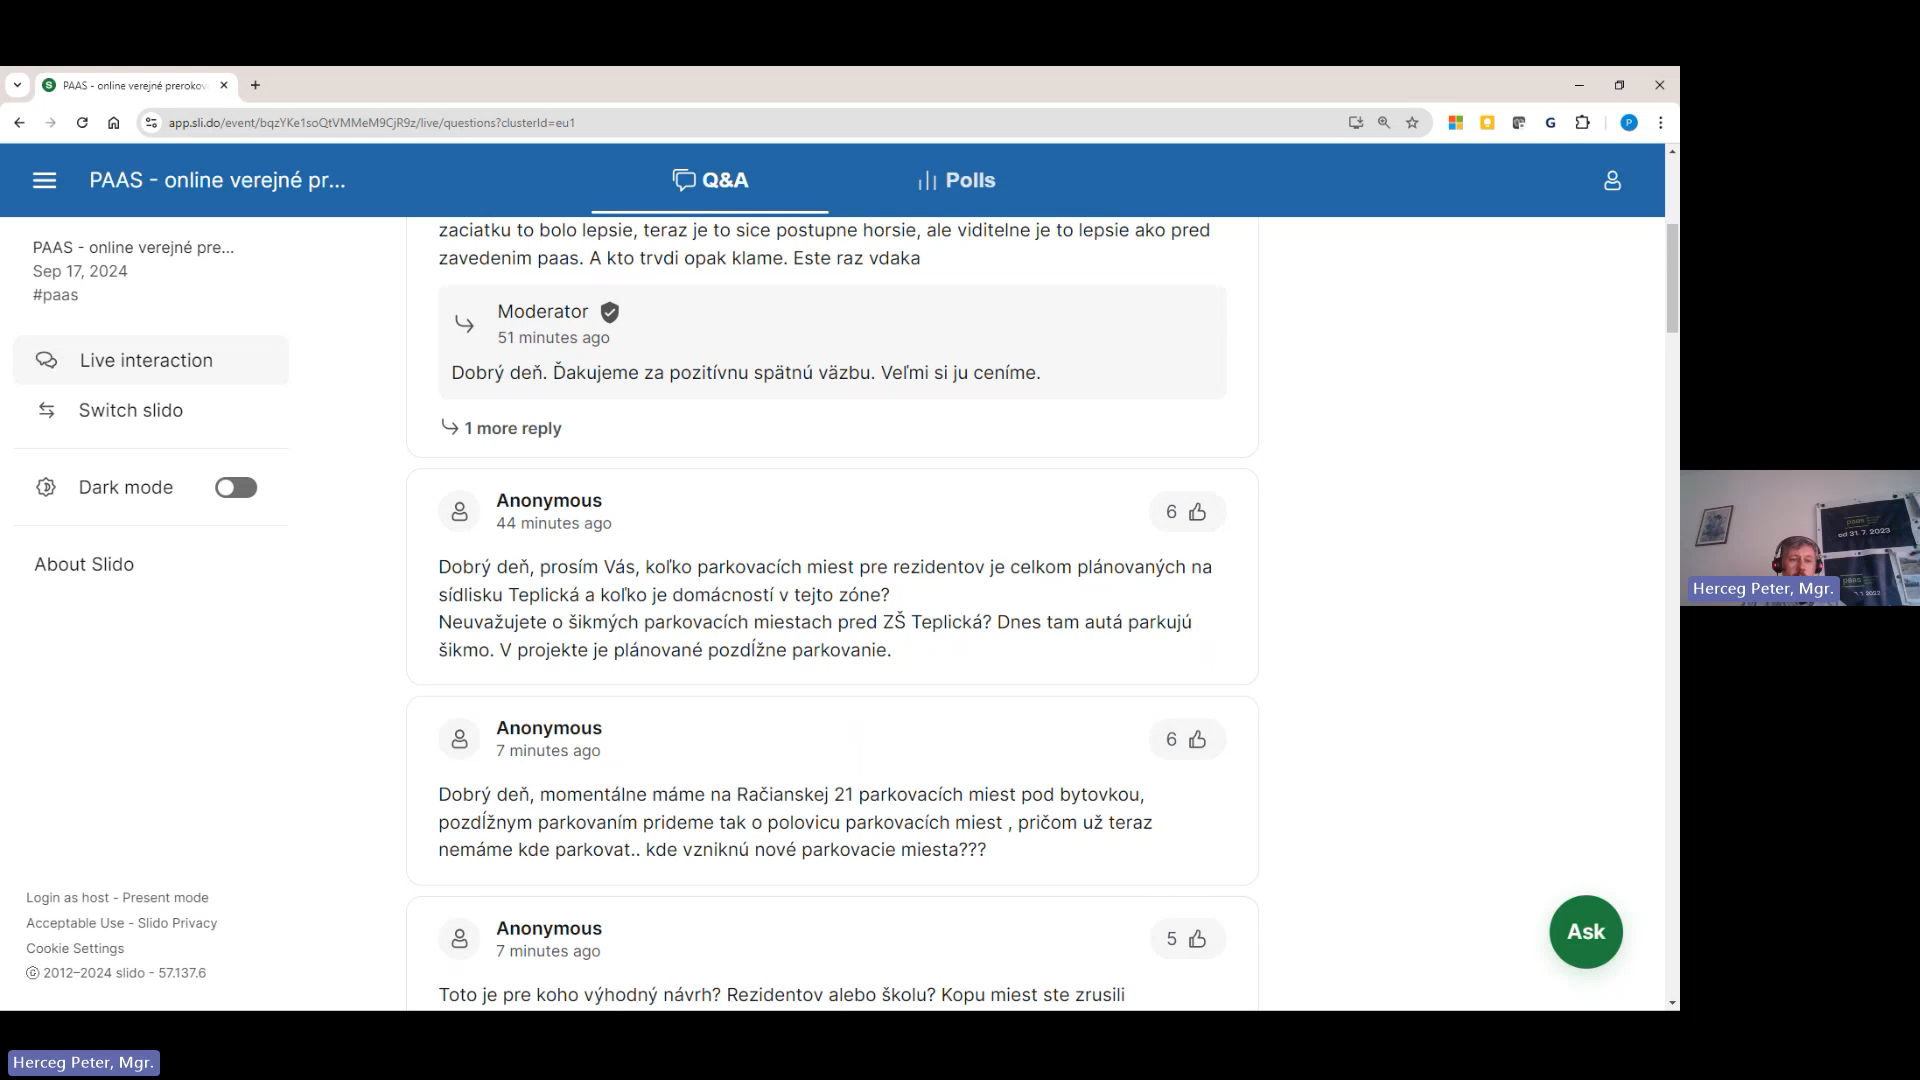 PAAS - online verejné prerokov
app.sli.do/event/bqzYKe1soQtVMMeM9CjR9z/live/questions?clusterId=eu1
G
P
PAAS - online verejné pr...
Q&A
Polls
PAAS - online verejné pre...
Sep 17, 2024
#paas
Live interaction
Switch slido
Dark mode
About Slido
Login as host - Present mode
Acceptable Use - Slido Privacy
Cookie Settings
© 2012–2024 slido - 57.137.6
zaciatku to bolo lepsie, teraz je to sice postupne horsie, ale viditelne je to lepsie ako pred
zavedenim paas. A kto trvdi opak klame. Este raz vdaka
Moderator
51 minutes ago
Dobrý deň. Ďakujeme za pozitívnu spätnú väzbu. Veľmi si ju ceníme.
1 more reply
Anonymous
44 minutes ago
6
Dobrý deň, prosím Vás, koľko parkovacích miest pre rezidentov je celkom plánovaných na
sídlisku Teplická a koľko je domácností v tejto zóne?
Neuvažujete o šikmých parkovacích miestach pred ZŠ Teplická? Dnes tam autá parkujú
šikmo. V projekte je plánované pozdĺžne parkovanie.
Anonymous
7 minutes ago
6
Dobrý deň, momentálne máme na Račianskej 21 parkovacích miest pod bytovkou,
pozdĺžnym parkovaním prideme tak o polovicu parkovacích miest , pričom už teraz
nemáme kde parkovat.. kde vzniknú nové parkovacie miesta???
Anonymous
7 minutes ago
5
Toto je pre koho výhodný návrh? Rezidentov alebo školu? Kopu miest ste zrusili
Ask
paas
od 31. 7. 2023
paas
Herceg Peter, Mgr.
Herceg Peter, Mgr.